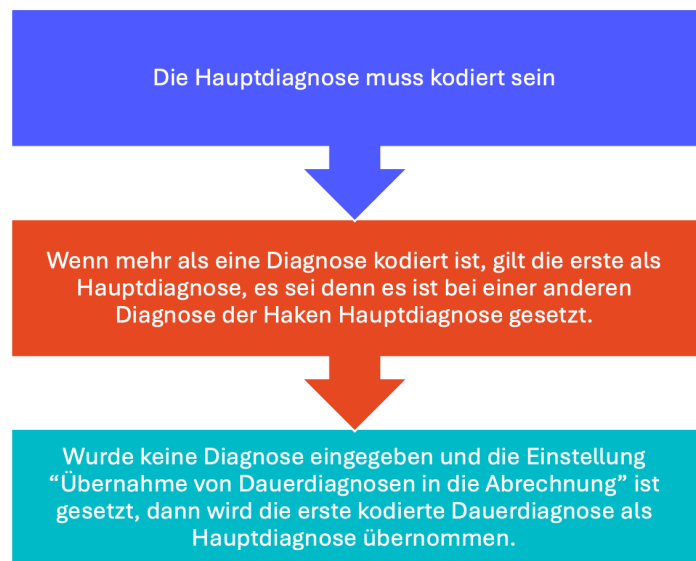 Die Hauptdiagnose muss kodiert sein
Wenn mehr als eine Diagnose kodiert ist, gilt die erste als
Hauptdiagnose, es sei denn es ist bei einer anderen
Diagnose der Haken Hauptdiagnose gesetzt.
Wurde keine Diagnose eingegeben und die Einstellung
“Übernahme von Dauerdiagnosen in die Abrechnung” ist
gesetzt, dann wird die erste kodierte Dauerdiagnose als
Hauptdiagnose übernommen.